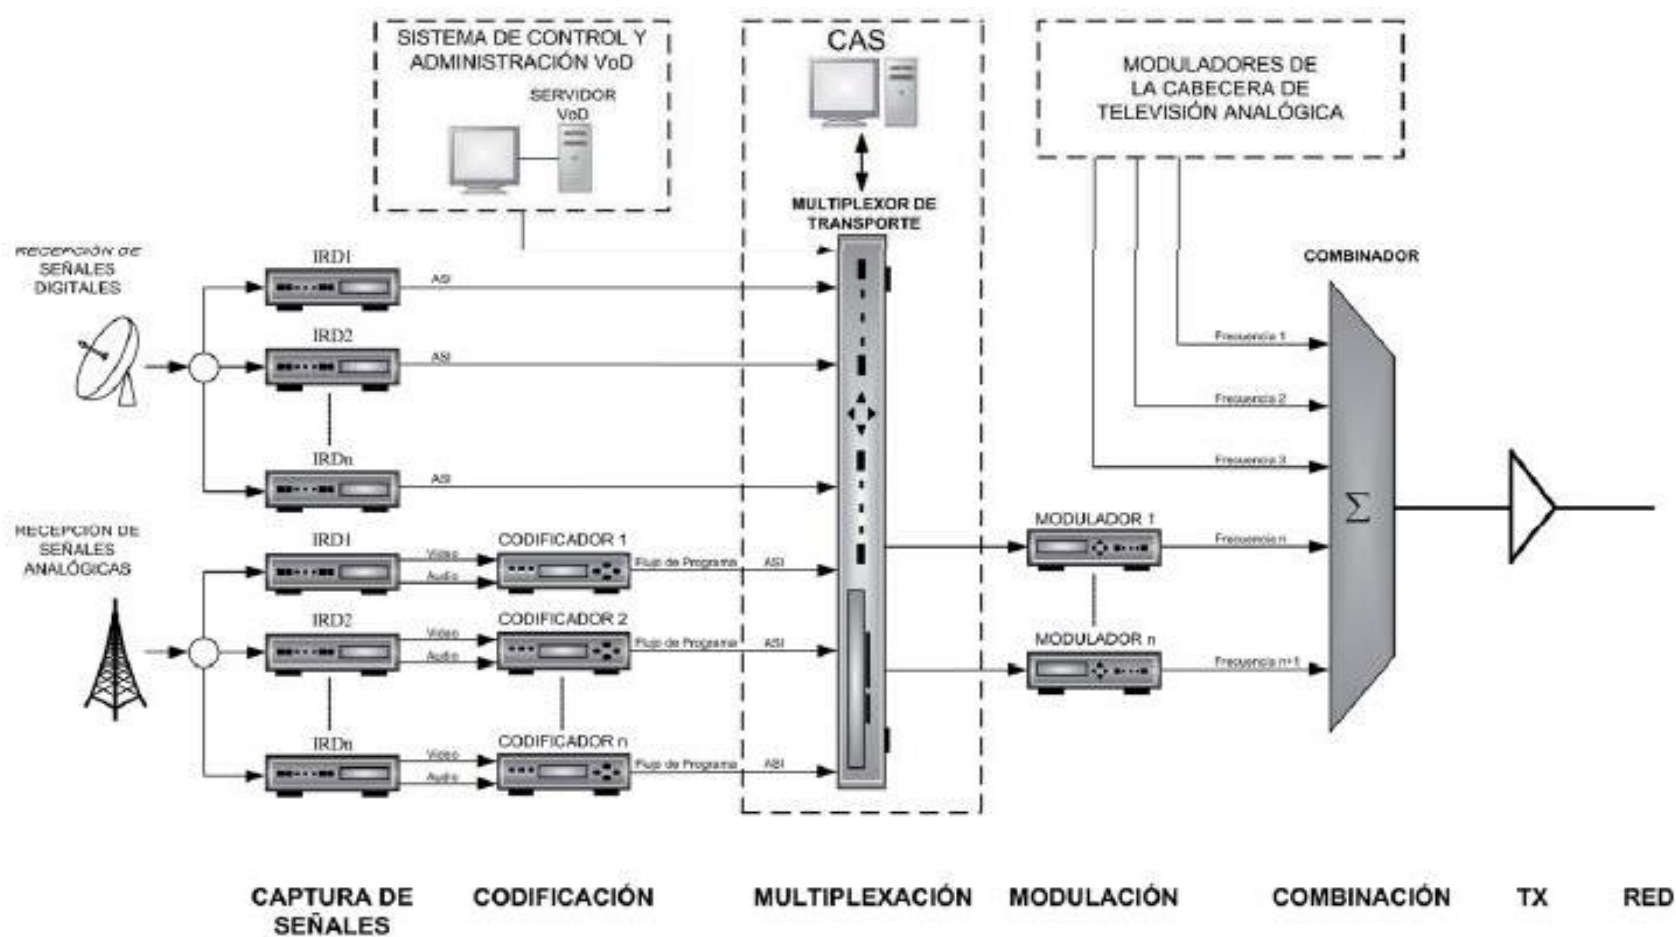 SISTEMA DE CONTROL Y
ADMINISTRACIÓN VoD
SERVIDOR
VoD
CAS
MULTIPLEXOR DE
TRANSPORTE
MODULADORES DE
LA CABECERA DE
TELEVISIÓN ANALÓGICA
COMBINADOR
RECEPCIÓN DE
SEÑALES
DIGITALES
IRD1
ASI
IRD2
ASI
IRDn
ASI
Frecuencia 1
Frecuencia 2
Frecuencia 3
Σ
RECEPCIÓN DE
SEÑALES
ANALÓGICAS
IRD1
Video
Audio
CODIFICADOR 1
Flujo de Programa
ASI
IRD2
Video
Audio
CODIFICADOR 2
Flujo de Programa
ASI
IRDn
Video
Audio
CODIFICADOR n
Flujo de Programa
ASI
MODULADOR 1
Frecuencia n
MODULADOR n
Frecuencia n+1
CAPTURA DE
SEÑALES
CODIFICACIÓN
MULTIPLEXACIÓN
MODULACIÓN
COMBINACIÓN
TX
RED